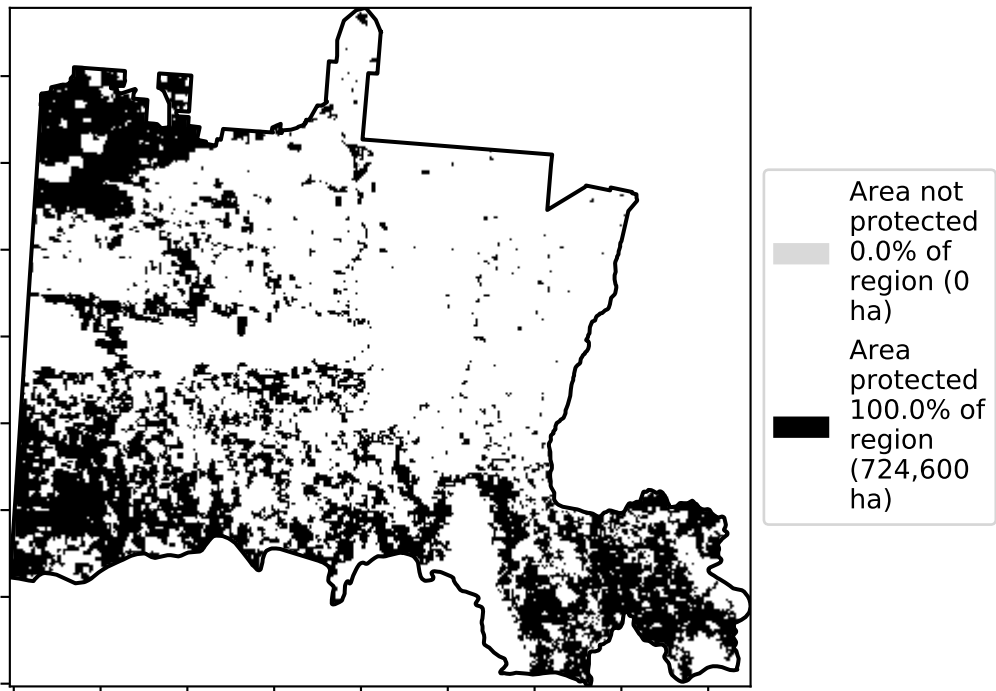 Area not
protected
0.0% of
region (0
ha)
Area
protected
100.0% of
region
(724,600
ha)